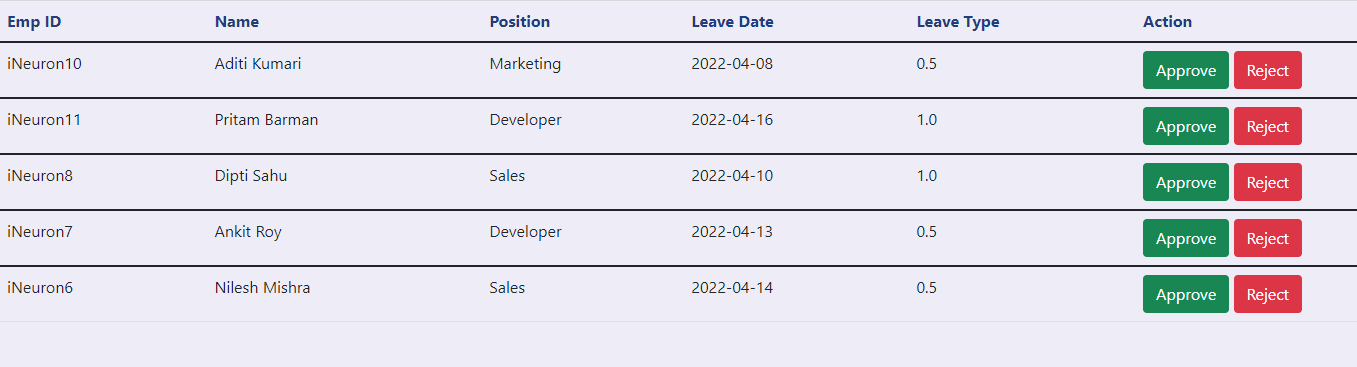 Emp ID Name Position Leave Date Leave Type Action
iNeuron10 Aditi Kumari Marketing 2022-04-08 0.5 Approve Reject
iNeuron11 Pritam Barman Developer 2022-04-16 1.0 Approve Reject
iNeuron8 Dipti Sahu Sales 2022-04-10 1.0 Approve Reject
iNeuron7 Ankit Roy Developer 2022-04-13 0.5 Approve Reject
iNeuron6 Nilesh Mishra Sales 2022-04-14 0.5 Approve Reject